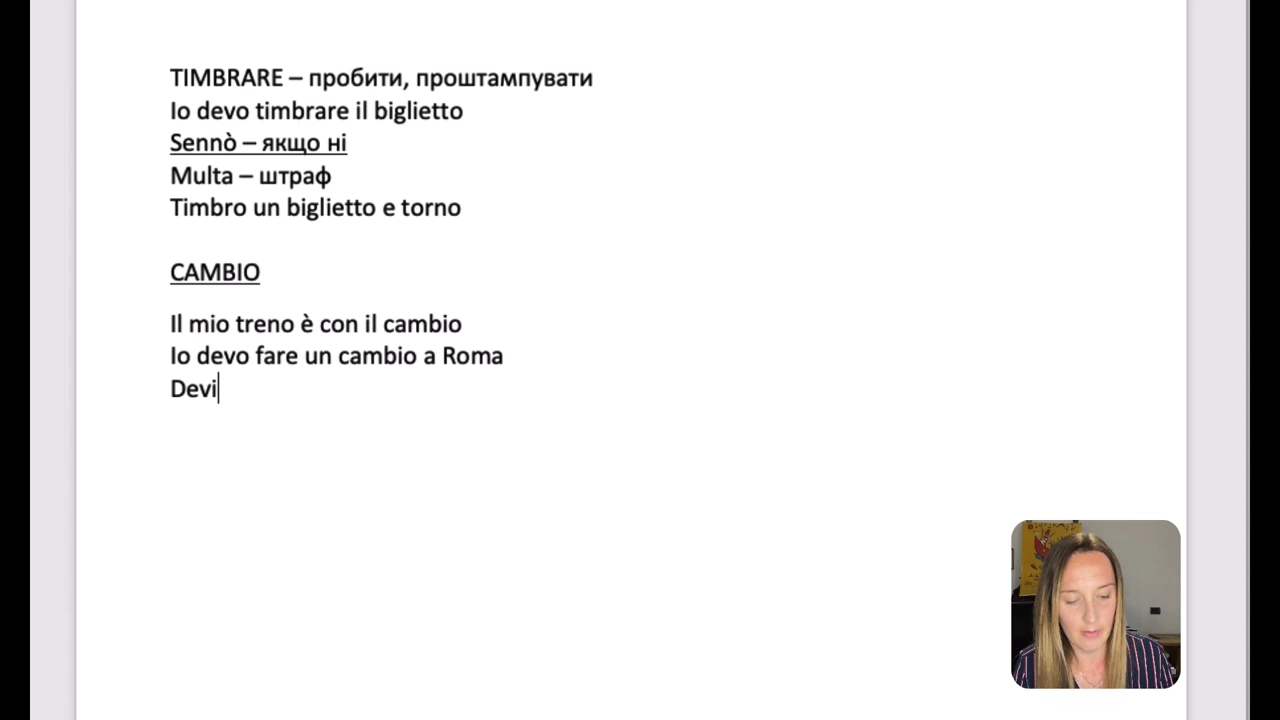 TIMBRARE – пробити, проштампувати
Io devo timbrare il biglietto
Sennò – якщо ні
Multa – штраф
Timbro un biglietto e torno
CAMBIO
Il mio treno è con il cambio
Io devo fare un cambio a Roma
Devi